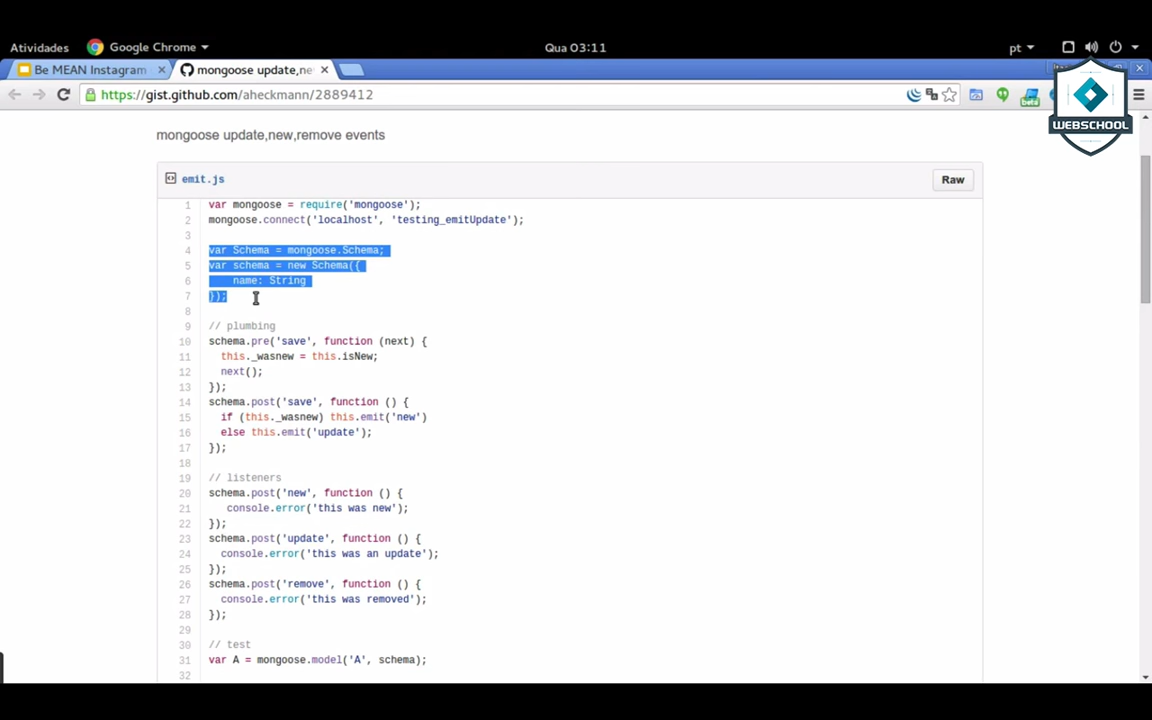 Atividades
Google Chrome
Qua 03:11
pt
Be MEAN Instagram
mongoose update,ne
https://gist.github.com/aheckmann/2889412
WEBSCHOOL
mongoose update,new,remove events
emit.js
Raw
1 var mongoose = require('mongoose');
2 mongoose.connect('localhost', 'testing_emitUpdate');
3
4 var Schema = mongoose.Schema;
5 var schema = new Schema({
6 name: String
7 });
8
9 // plumbing
10 schema.pre('save', function (next) {
11 this._wasnew = this.isNew;
12 next();
13 });
14 schema.post('save', function () {
15 if (this._wasnew) this.emit('new')
16 else this.emit('update');
17 });
18
19 // listeners
20 schema.post('new', function () {
21 console.error('this was new');
22 });
23 schema.post('update', function () {
24 console.error('this was an update');
25 });
26 schema.post('remove', function () {
27 console.error('this was removed');
28 });
29
30 // test
31 var A = mongoose.model('A', schema);
32